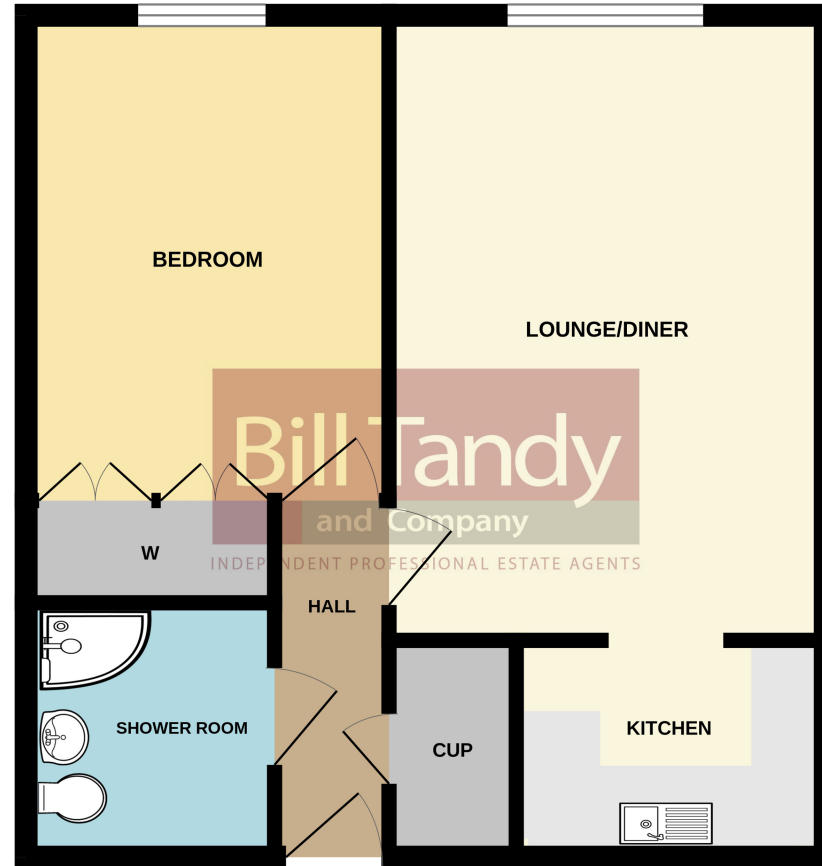 BEDROOM
LOUNGE/DINER
Bill Tandy
and Company
INDEPENDENT PROFESSIONAL ESTATE AGENTS
W
HALL
SHOWER ROOM
CUP
KITCHEN